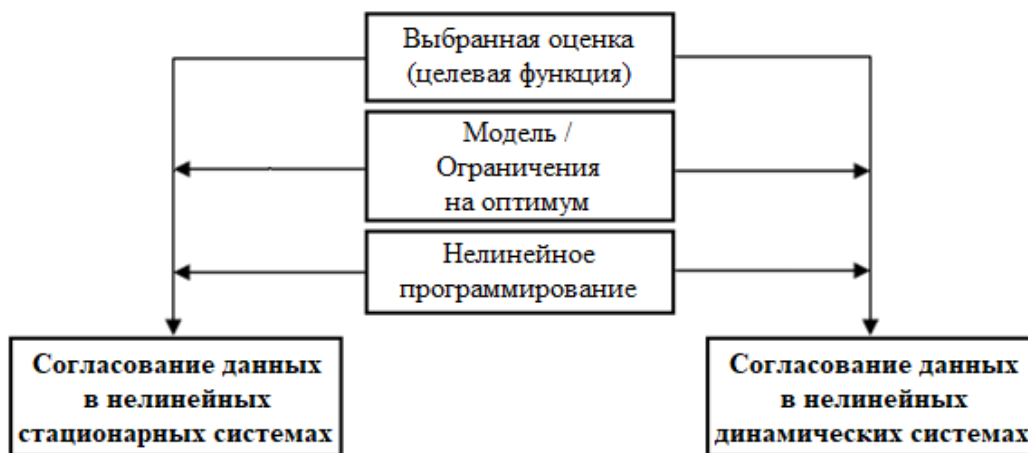 Выбранная оценка
(целевая функция)
Модель /
Ограничения
на оптимум
Нелинейное
программирование
Согласование данных
в нелинейных
стационарных системах
Согласование данных
в нелинейных
динамических системах